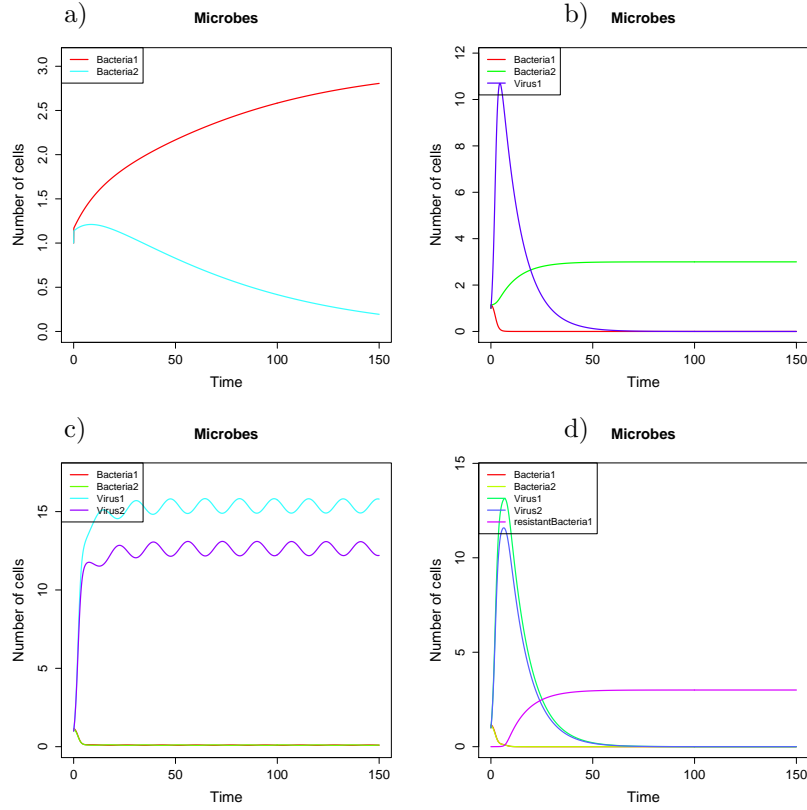 a)
Microbes
Bacteria1
Bacteria2
Number of cells
0.0 0.5 1.0 1.5 2.0 2.5 3.0
0 50 100 150
Time
b)
Microbes
Bacteria1
Bacteria2
Virus1
Number of cells
0 2 4 6 8 10 12
0 50 100 150
Time
c)
Microbes
Bacteria1
Bacteria2
Virus1
Virus2
Number of cells
0 5 10 15
0 50 100 150
Time
d)
Microbes
Bacteria1
Bacteria2
Virus1
Virus2
resistantBacteria1
Number of cells
0 5 10 15
0 50 100 150
Time